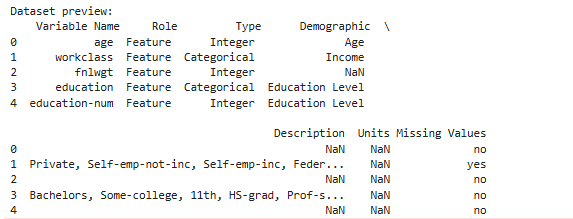 Dataset preview:
Variable Name Role Type Demographic \
0 age Feature Integer Age
1 workclass Feature Categorical Income
2 fnlwgt Feature Integer NaN
3 education Feature Categorical Education Level
4 education-num Feature Integer Education Level
Description Units Missing Values
0 NaN NaN no
1 Private, Self-emp-not-inc, Self-emp-inc, Feder... NaN yes
2 NaN NaN no
3 Bachelors, Some-college, 11th, HS-grad, Prof-s... NaN no
4 NaN NaN no